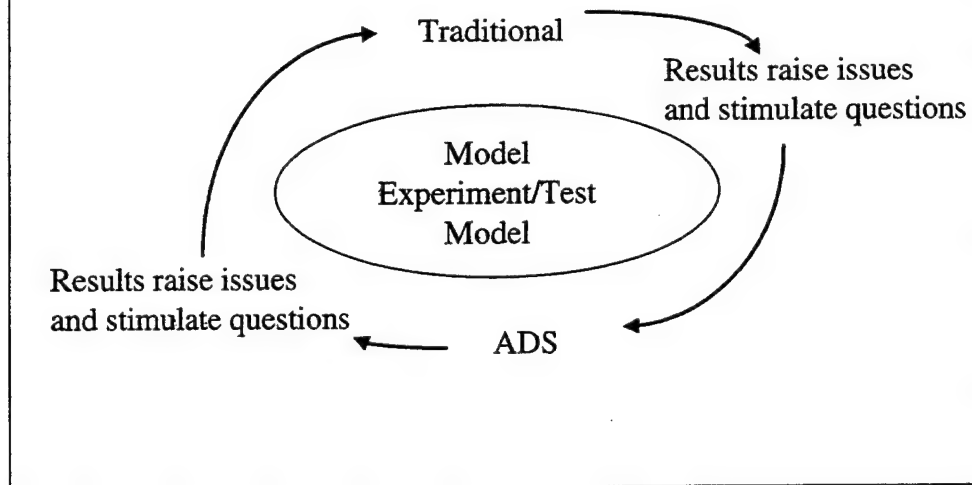 Traditional
Results raise issues
and stimulate questions
Model
Experiment/Test
Model
Results raise issues
and stimulate questions
ADS